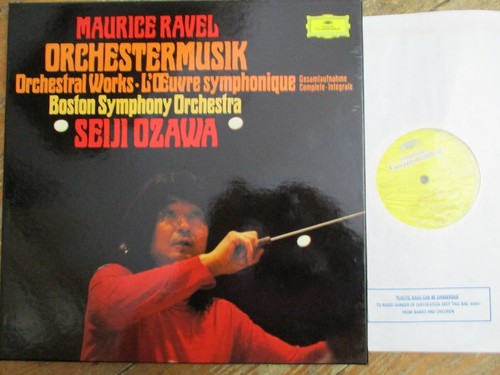 MAURICE RAVEL
ORCHESTERMUSIK
Orchestral Works · L'Œuvre symphonique Gesamtaufnahme
Complete · Intégrale
Boston Symphony Orchestra
SEIJI OZAWA
PLASTIC BAGS CAN BE DANGEROUS
TO AVOID DANGER OF SUFFOCATION KEEP THIS BAG AWAY
FROM BABIES AND CHILDREN